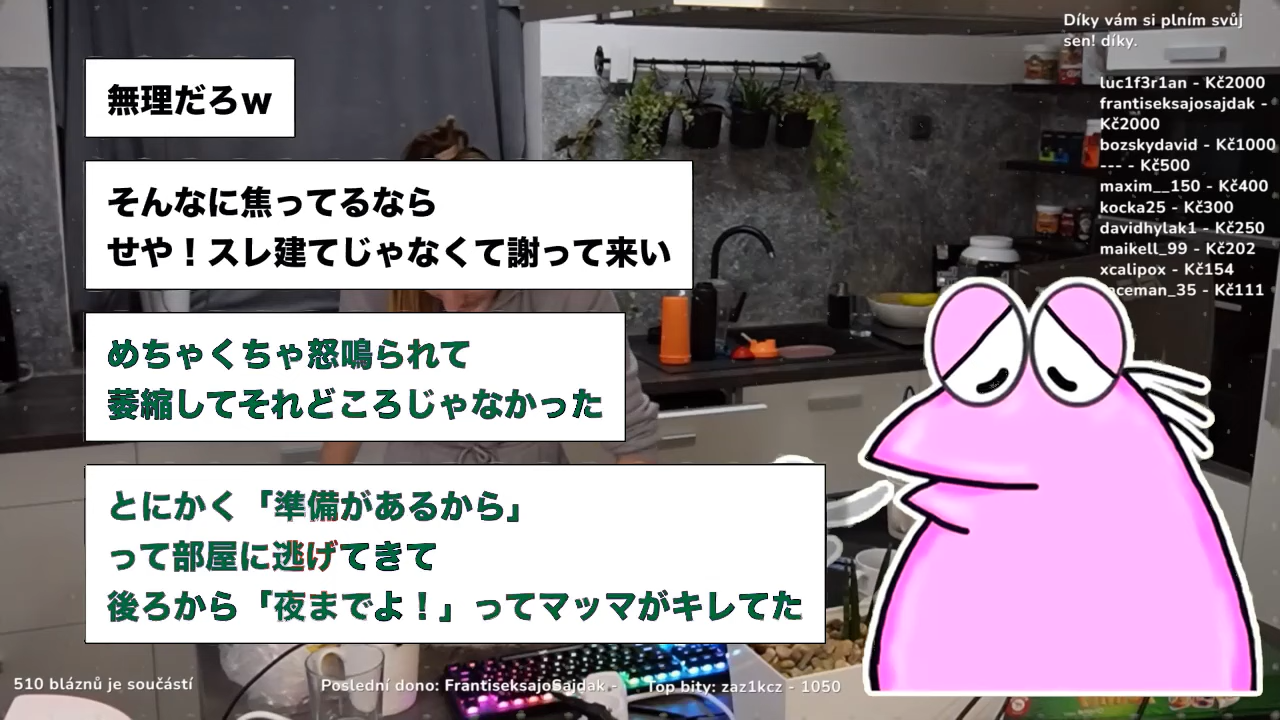 Díky vám si plním svůj
sen! díky.
luc1f3r1an - Kč2000
frantiseksajosajdak -
Kč2000
bozskydavid - Kč1000
--- - Kč500
maxim__150 - Kč400
kocka25 - Kč300
davidhylak1 - Kč250
maikell_99 - Kč202
xcalipox - Kč154
aceman_35 - Kč111
無理だろw
そんなに焦ってるなら
せや！スレ建てじゃなくて謝って来い
めちゃくちゃ怒鳴られて
萎縮してそれどころじゃなかった
とにかく「準備があるから」
って部屋に逃げてきて
後ろから「夜までよ！」ってマッマがキレてた
510 bláznů je součástí
Poslední dono: FrantiseksajoSajdak -
Top bity: zaz1kcz - 1050